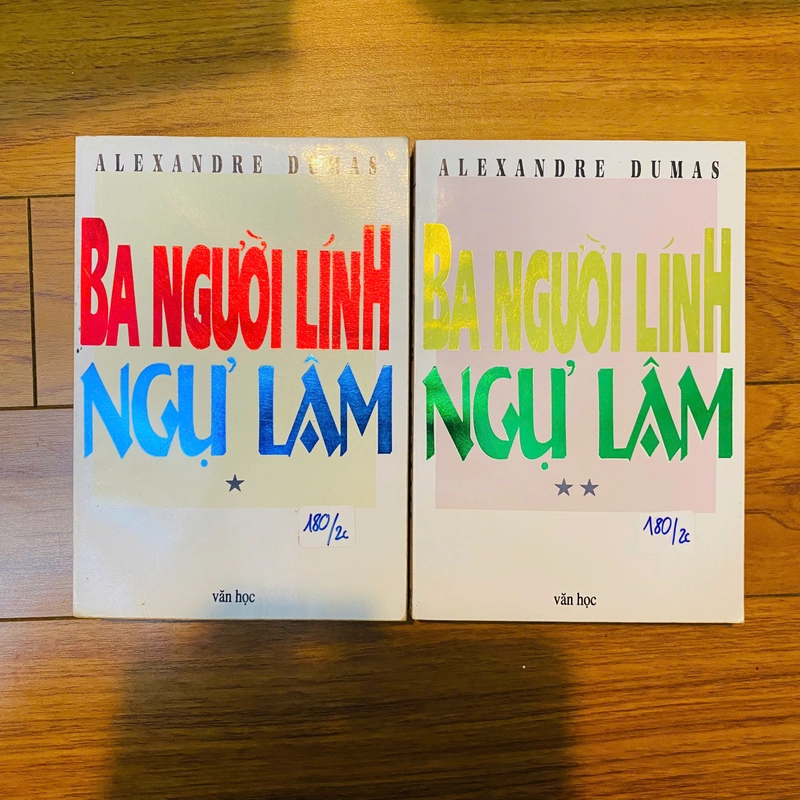 ALEXANDRE DUMAS
BA NGƯỜI LÍNH
NGỰ LÂM
180/2c
văn học
ALEXANDRE DUMAS
BA NGƯỜI LÍNH
NGỰ LÂM
180/2c
văn học